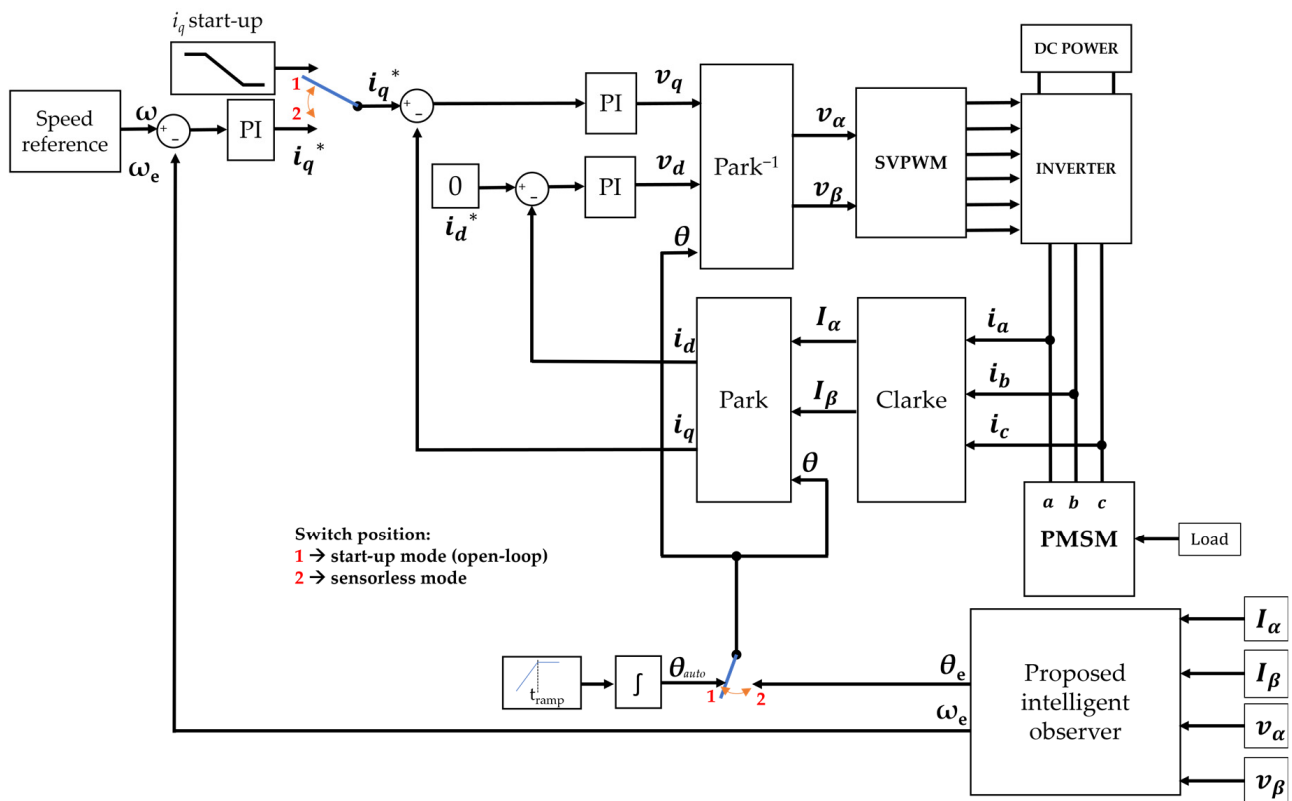 i_q start-up
DC POWER
1
i_q*
v_q
2
ω
PI
v_α
Speed
reference
PI
SVPWM
INVERTER
v_d
Park⁻¹
ω_e
i_q*
0
PI
v_β
i_d*
θ
i_d
I_α
i_a
Park
I_β
Clarke
i_b
i_q
i_c
θ
a b c
PMSM
Load
Switch position:
1 → start-up mode (open-loop)
2 → sensorless mode
I_α
θ_auto
θ_e
Proposed
intelligent
observer
I_β
t_ramp
∫
1
2
ω_e
v_α
v_β